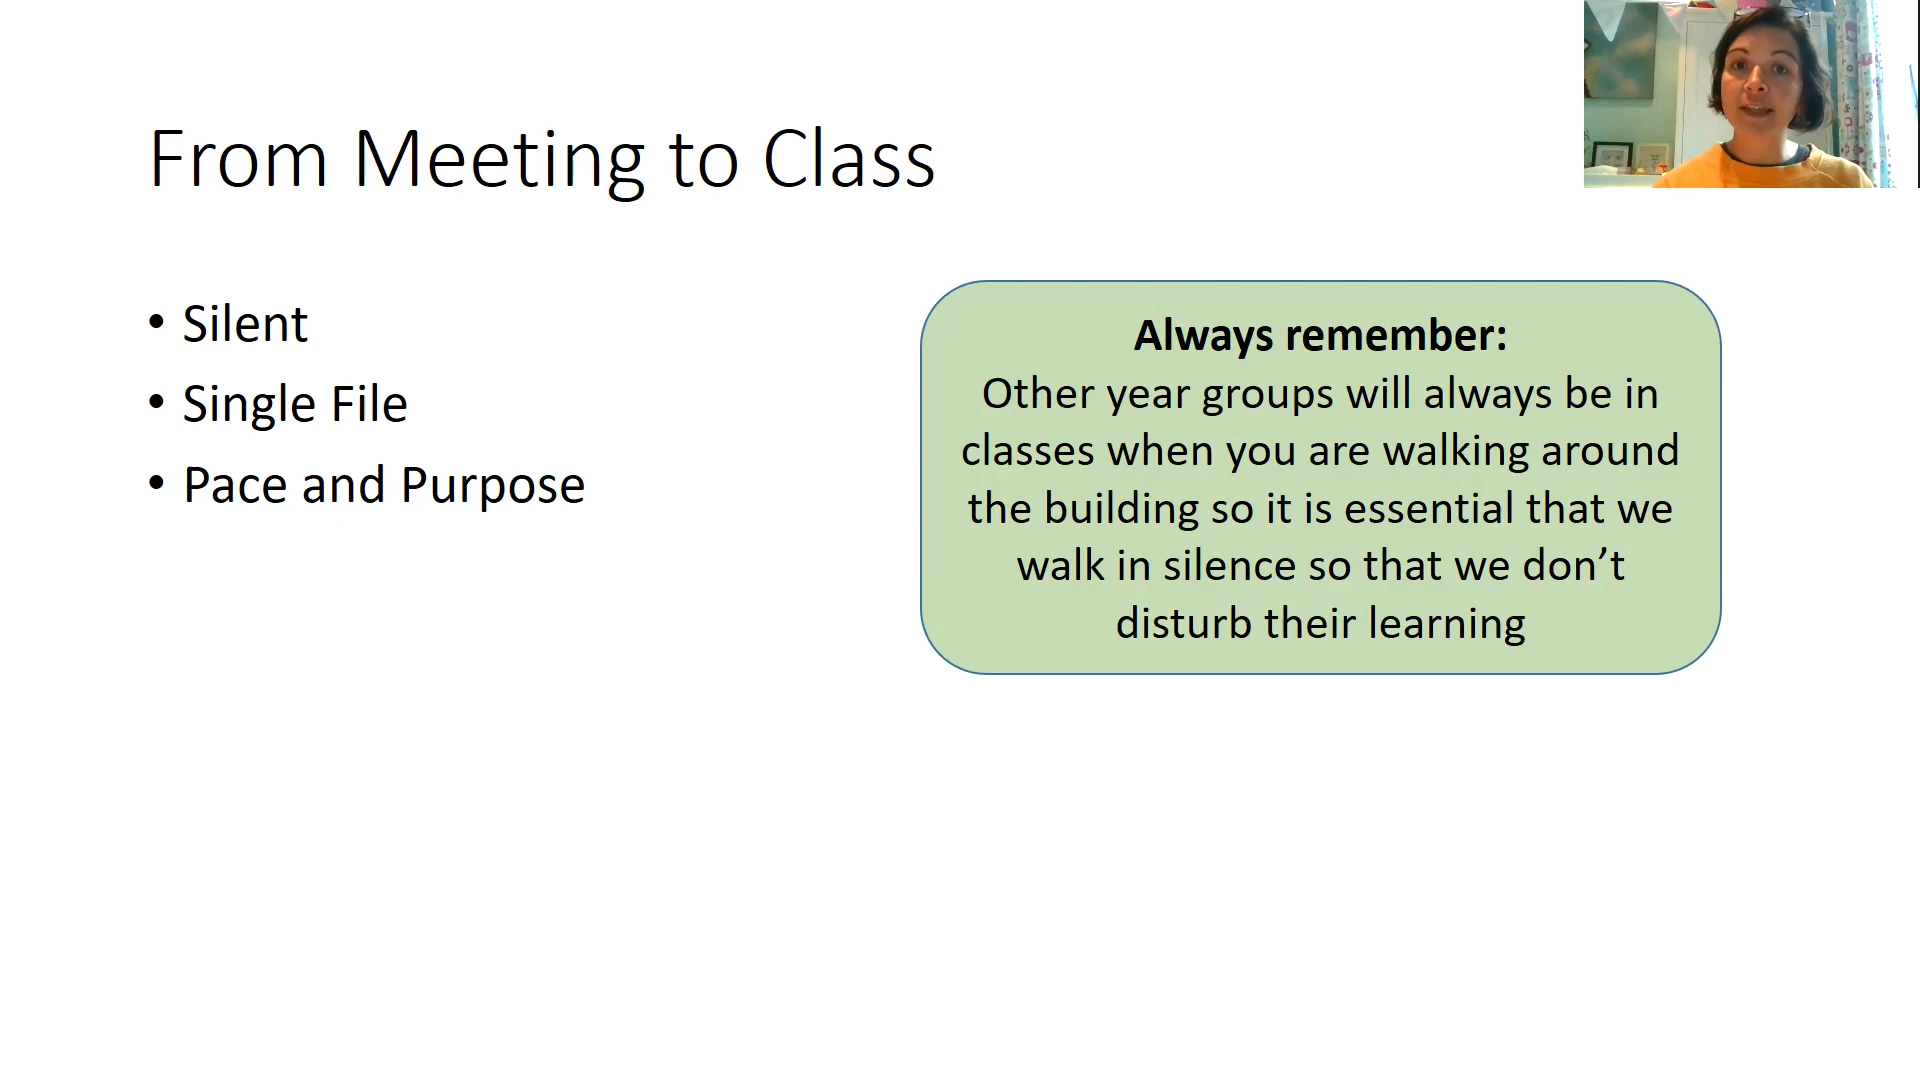 From Meeting to Class
• Silent
• Single File
• Pace and Purpose
Always remember:
Other year groups will always be in
classes when you are walking around
the building so it is essential that we
walk in silence so that we don’t
disturb their learning